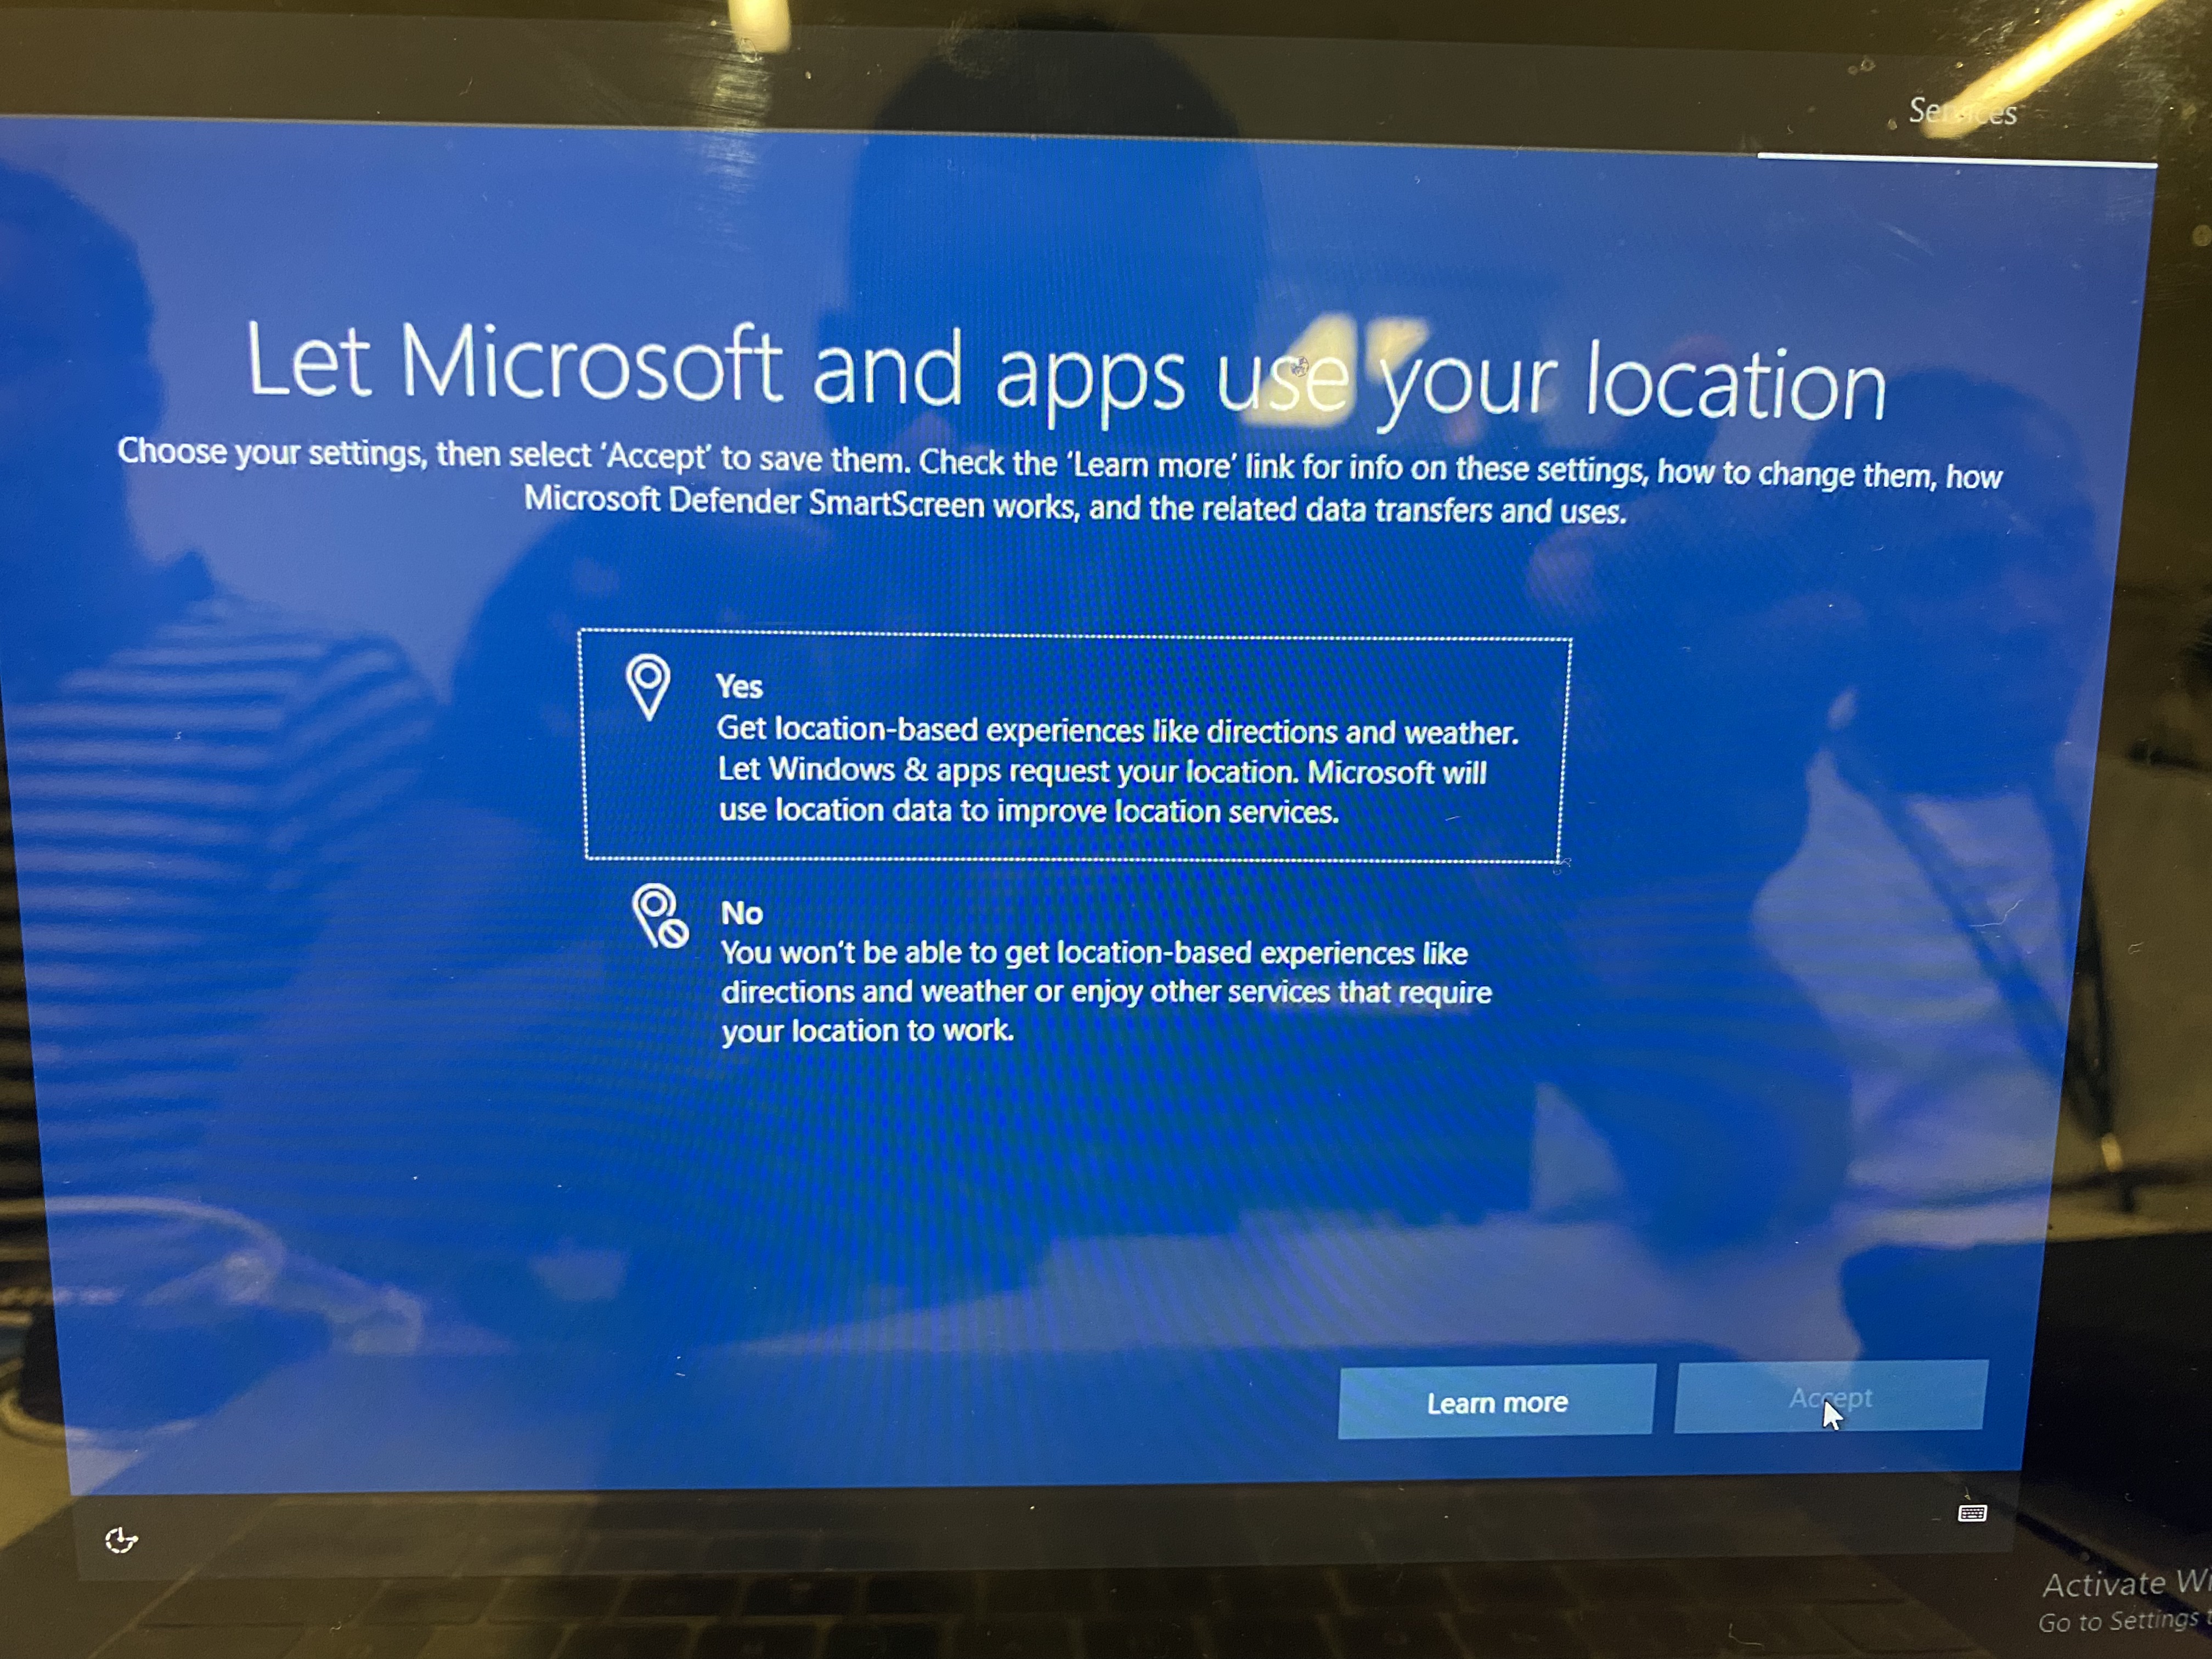 Services
Let Microsoft and apps use your location
Choose your settings, then select ‘Accept’ to save them. Check the ‘Learn more’ link for info on these settings, how to change them, how
Microsoft Defender SmartScreen works, and the related data transfers and uses.
Yes
Get location-based experiences like directions and weather.
Let Windows & apps request your location. Microsoft will
use location data to improve location services.
No
You won’t be able to get location-based experiences like
directions and weather or enjoy other services that require
your location to work.
Learn more
Accept
Activate
Go to Settings